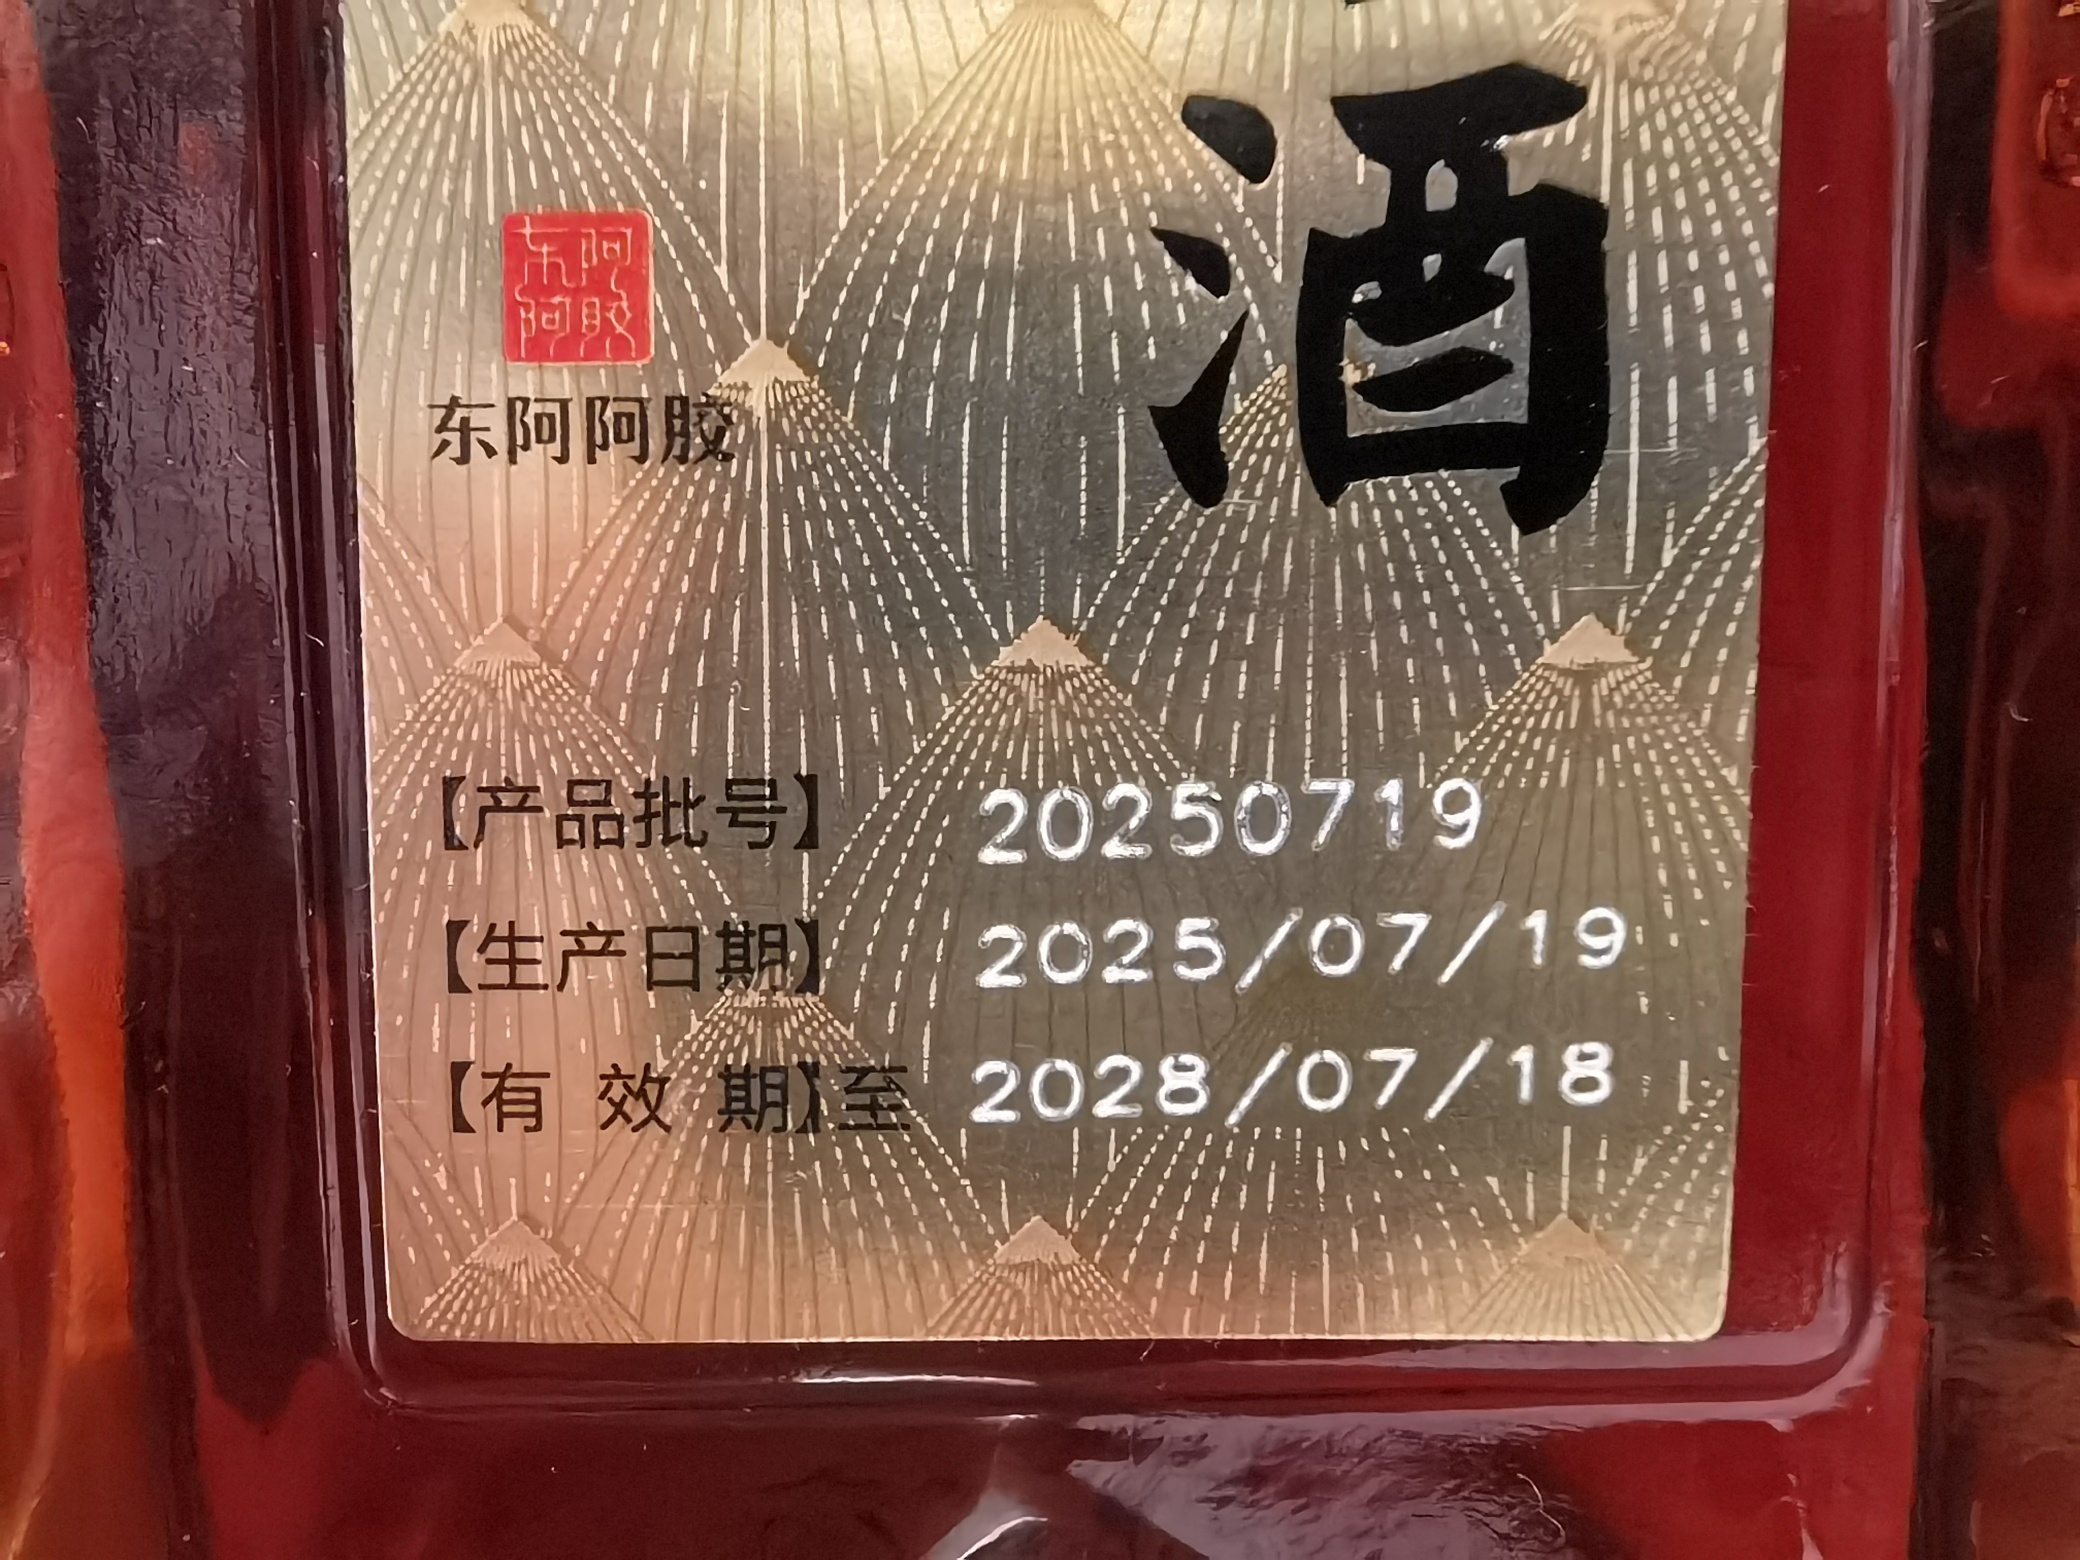 酒
东阿
阿胶
东阿阿胶
【产品批号】 20250719
【生产日期】 2025/07/19
【有效期】至 2028/07/18